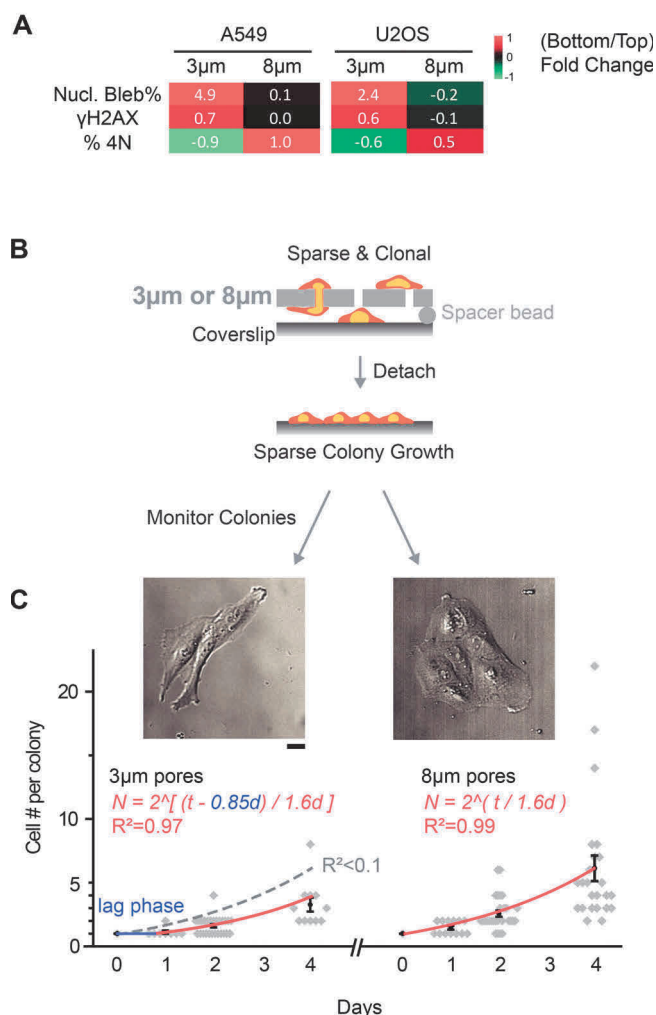 A
A549 U2OS
3µm 8µm 3µm 8µm
1
0
-1
(Bottom/Top)
Fold Change
Nucl. Bleb% 4.9 0.1 2.4 -0.2
γH2AX 0.7 0.0 0.6 -0.1
% 4N -0.9 1.0 -0.6 0.5
B
Sparse & Clonal
3µm or 8µm
Spacer bead
Coverslip
Detach
Sparse Colony Growth
Monitor Colonies
C
Cell # per colony
20
10
5
3
1
0
3µm pores
N = 2^[ (t - 0.85d) / 1.6d ]
R²=0.97
R²<0.1
lag phase
8µm pores
N = 2^( t / 1.6d )
R²=0.99
0 1 2 3 4 0 1 2 3 4
Days